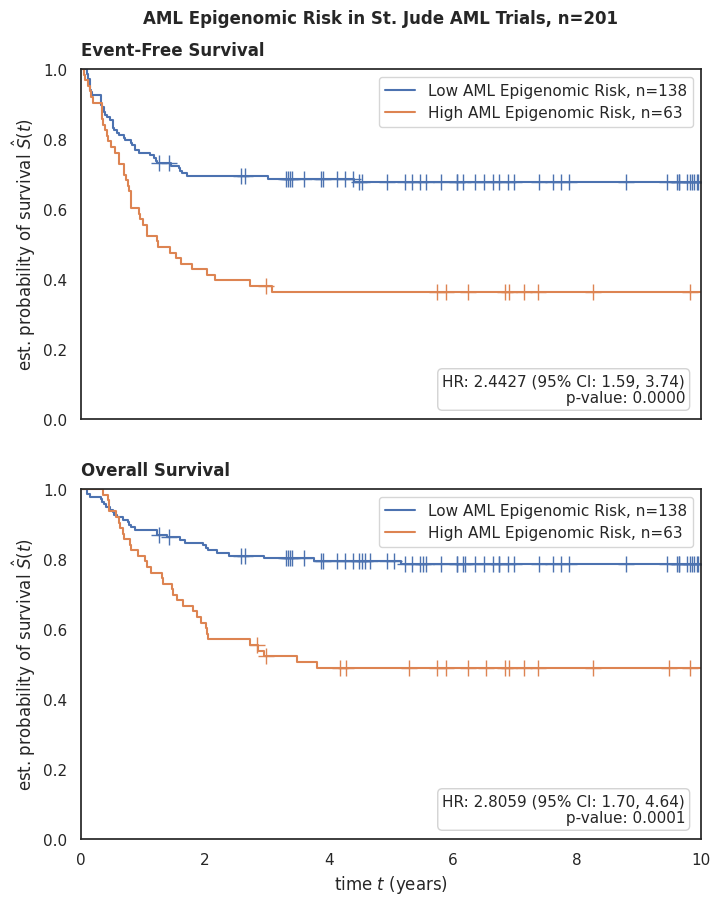 AML Epigenomic Risk in St. Jude AML Trials, n=201
Event-Free Survival
1.0
0.8
0.6
0.4
0.2
0.0
est. probability of survival Ŝ(t)
Low AML Epigenomic Risk, n=138
High AML Epigenomic Risk, n=63
HR: 2.4427 (95% CI: 1.59, 3.74)
p-value: 0.0000
Overall Survival
1.0
0.8
0.6
0.4
0.2
0.0
est. probability of survival Ŝ(t)
Low AML Epigenomic Risk, n=138
High AML Epigenomic Risk, n=63
HR: 2.8059 (95% CI: 1.70, 4.64)
p-value: 0.0001
0 2 4 6 8 10
time t (years)